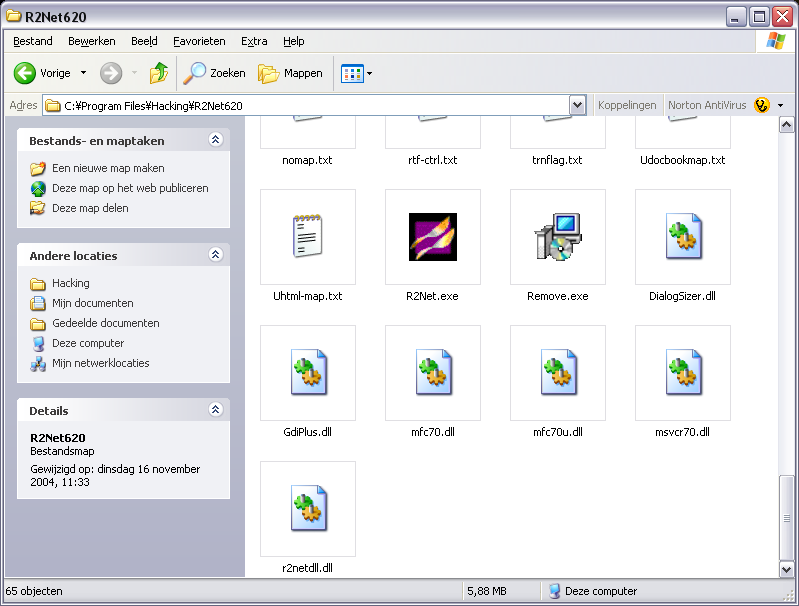 R2Net620
Bestand Bewerken Beeld Favorieten Extra Help
Vorige Zoeken Mappen
Adres C:¥Program Files¥Hacking¥R2Net620 Koppelingen Norton AntiVirus
Bestands- en maptaken
Een nieuwe map maken
Deze map op het web publiceren
Deze map delen
Andere locaties
Hacking
Mijn documenten
Gedeelde documenten
Deze computer
Mijn netwerklocaties
Details
R2Net620
Bestandsmap
Gewijzigd op: dinsdag 16 november
2004, 11:33
nomap.txt rtf-ctrl.txt trnflag.txt Udocbookmap.txt
Uhtml-map.txt R2Net.exe Remove.exe DialogSizer.dll
GdiPlus.dll mfc70.dll mfc70u.dll msvcr70.dll
r2netdll.dll
65 objecten 5,88 MB Deze computer